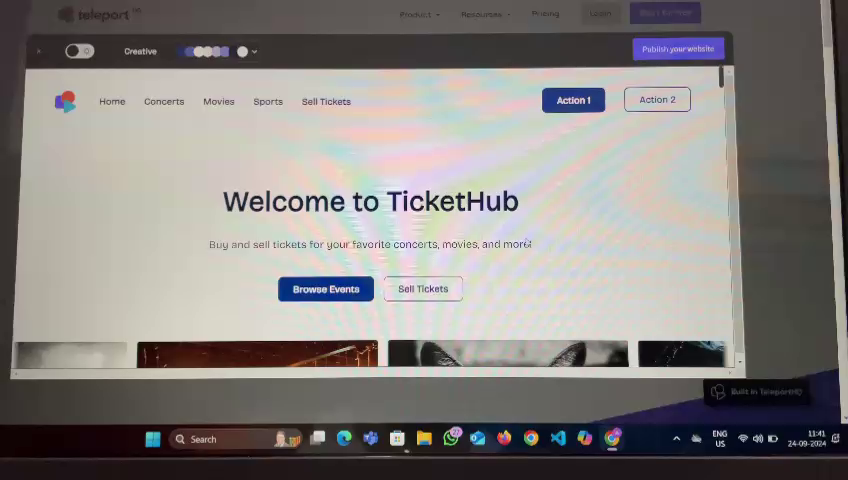 teleport
Product Resources Pricing Login
Creative
Publish your website
Home Concerts Movies Sports Sell Tickets
Action 1 Action 2
Welcome to TicketHub
Buy and sell tickets for your favorite concerts, movies, and more!
Browse Events Sell Tickets
Built in TeleportHQ
Search
ENG
US
11:41
24-09-2024